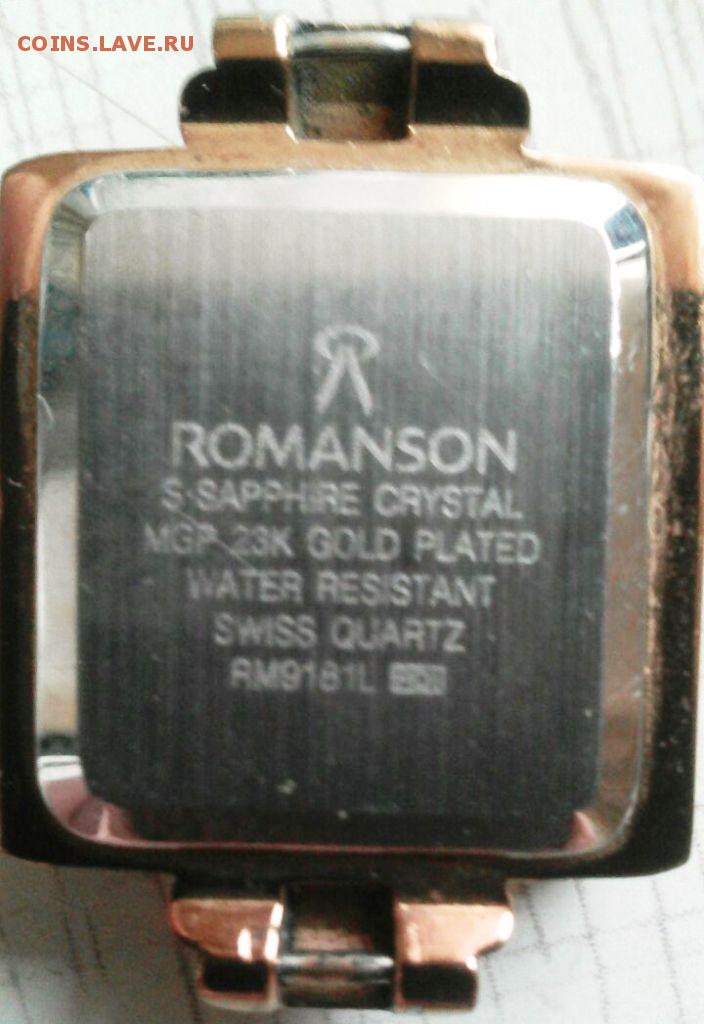 COINS.LAVE.RU
ROMANSON
S·SAPPHIRE CRYSTAL
MGP 23K GOLD PLATED
WATER RESISTANT
SWISS QUARTZ
RM9181L